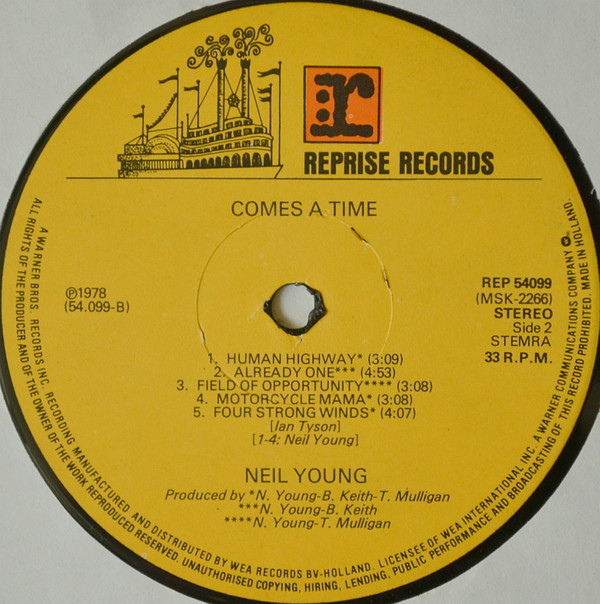 r
REPRISE RECORDS
COMES A TIME
℗1978
(54.099-B)
REP 54099
(MSK-2266)
STEREO
Side 2
STEMRA
33 R.P.M.
1. HUMAN HIGHWAY* (3:09)
2. ALREADY ONE*** (4:53)
3. FIELD OF OPPORTUNITY**** (3:08)
4. MOTORCYCLE MAMA* (3:08)
5. FOUR STRONG WINDS* (4:07)
[Ian Tyson]
[1-4: Neil Young]
NEIL YOUNG
Produced by *N. Young-B. Keith-T. Mulligan
***N. Young-B. Keith
****N. Young-T. Mulligan
A WARNER BROS. RECORDS INC. RECORDING MANUFACTURED AND DISTRIBUTED BY WEA RECORDS BV-HOLLAND. LICENSEE OF WEA INTERNATIONAL INC. A WARNER COMMUNICATIONS COMPANY
ALL RIGHTS OF THE PRODUCER AND OF THE OWNER OF THE WORK REPRODUCED RESERVED. UNAUTHORISED COPYING, HIRING, LENDING, PUBLIC PERFORMANCE AND BROADCASTING OF THIS RECORD PROHIBITED. MADE IN HOLLAND.